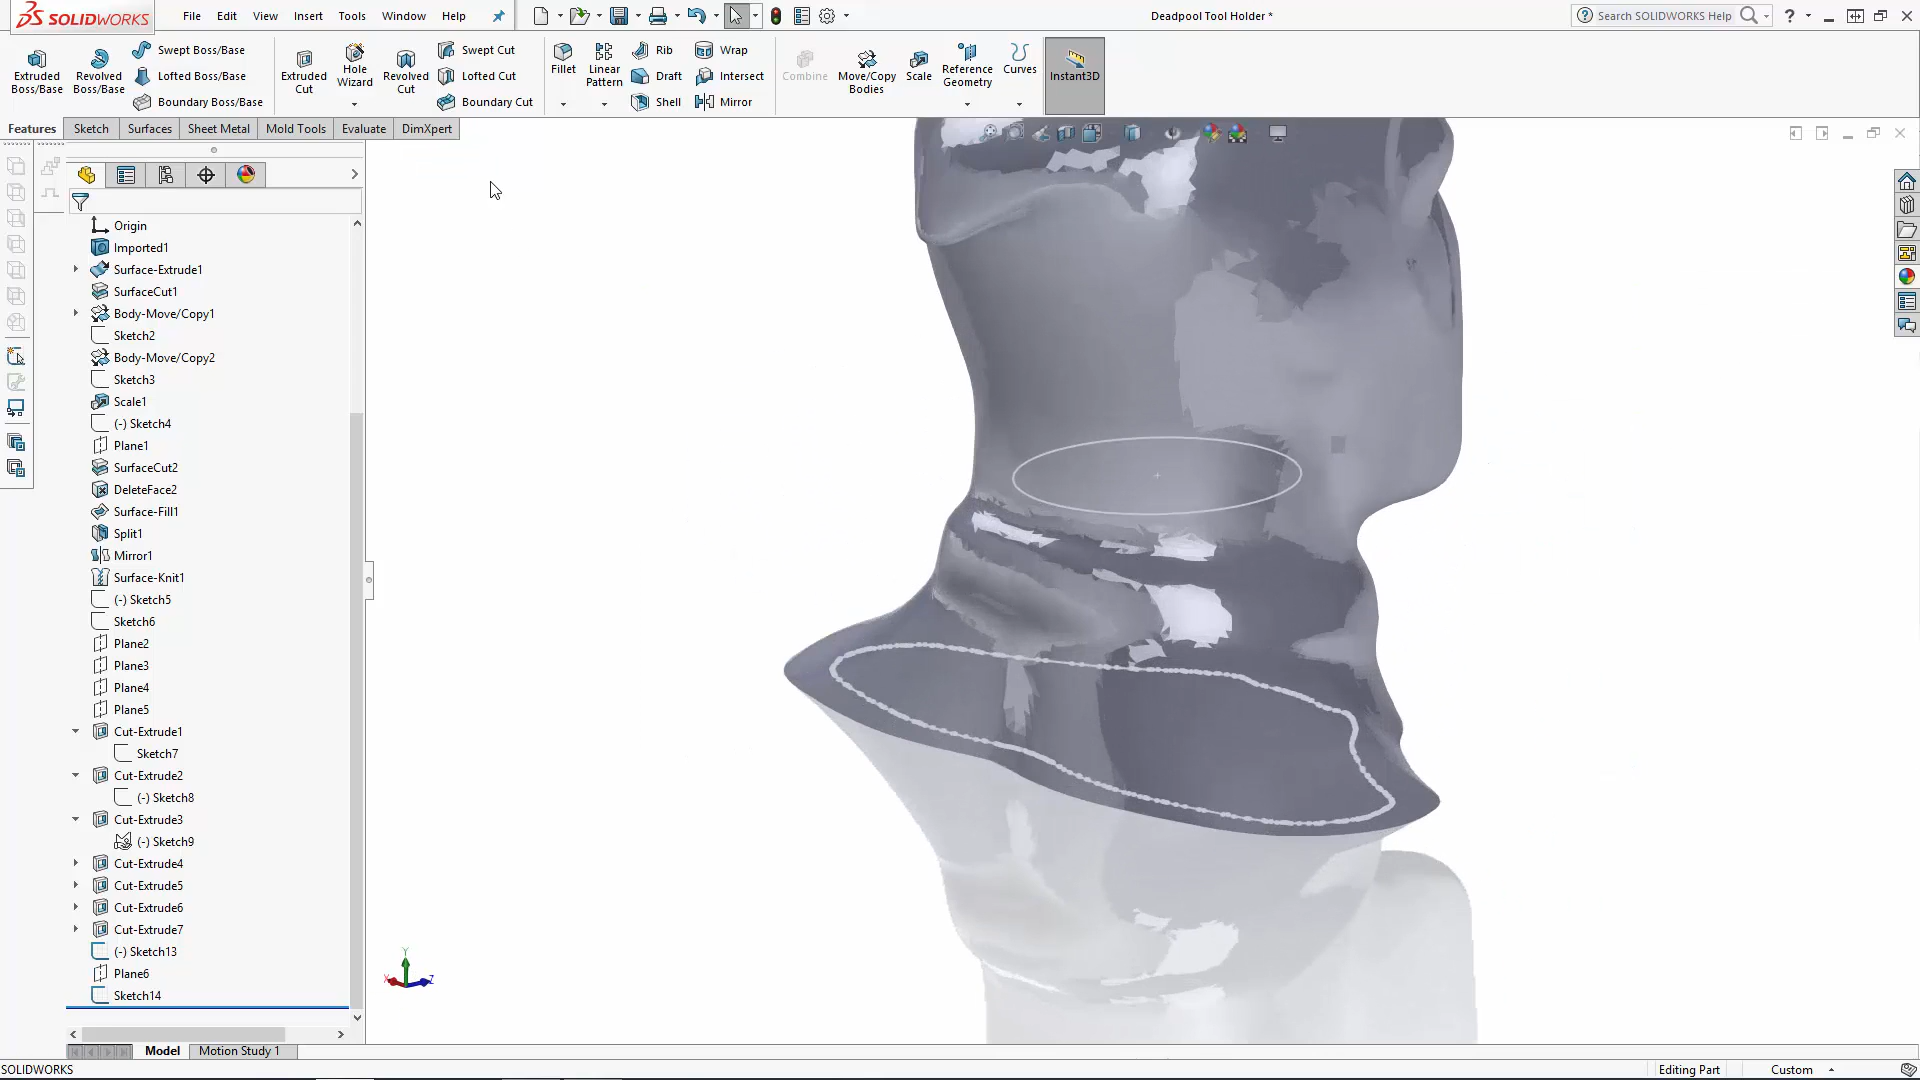 SOLIDWORKS
File Edit View Insert Tools Window Help
Deadpool Tool Holder *
Search SOLIDWORKS Help
Extruded Boss/Base
Revolved Boss/Base
Swept Boss/Base
Lofted Boss/Base
Boundary Boss/Base
Extruded Cut
Hole Wizard
Revolved Cut
Swept Cut
Lofted Cut
Boundary Cut
Fillet
Linear Pattern
Rib
Draft
Shell
Wrap
Intersect
Mirror
Combine
Move/Copy Bodies
Scale
Reference Geometry
Curves
Instant3D
Features Sketch Surfaces Sheet Metal Mold Tools Evaluate DimXpert
Origin
Imported1
Surface-Extrude1
SurfaceCut1
Body-Move/Copy1
Sketch2
Body-Move/Copy2
Sketch3
Scale1
(-) Sketch4
Plane1
SurfaceCut2
DeleteFace2
Surface-Fill1
Split1
Mirror1
Surface-Knit1
(-) Sketch5
Sketch6
Plane2
Plane3
Plane4
Plane5
Cut-Extrude1
Sketch7
Cut-Extrude2
(-) Sketch8
Cut-Extrude3
(-) Sketch9
Cut-Extrude4
Cut-Extrude5
Cut-Extrude6
Cut-Extrude7
(-) Sketch13
Plane6
Sketch14
Y
X
Z
Model Motion Study 1
SOLIDWORKS
Editing Part
Custom